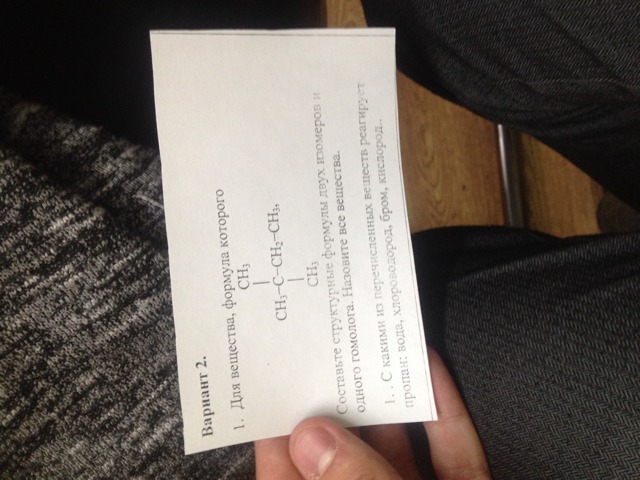 Вариант 2.
1. Для вещества, формула которого
CH₃
|
CH₃–C–CH₂–CH₃,
|
CH₃
Составьте структурные формулы двух изомеров и
одного гомолога. Назовите все вещества.
1. . С какими из перечисленных веществ реагирует
пропан: вода, хлороводород, бром, кислород..